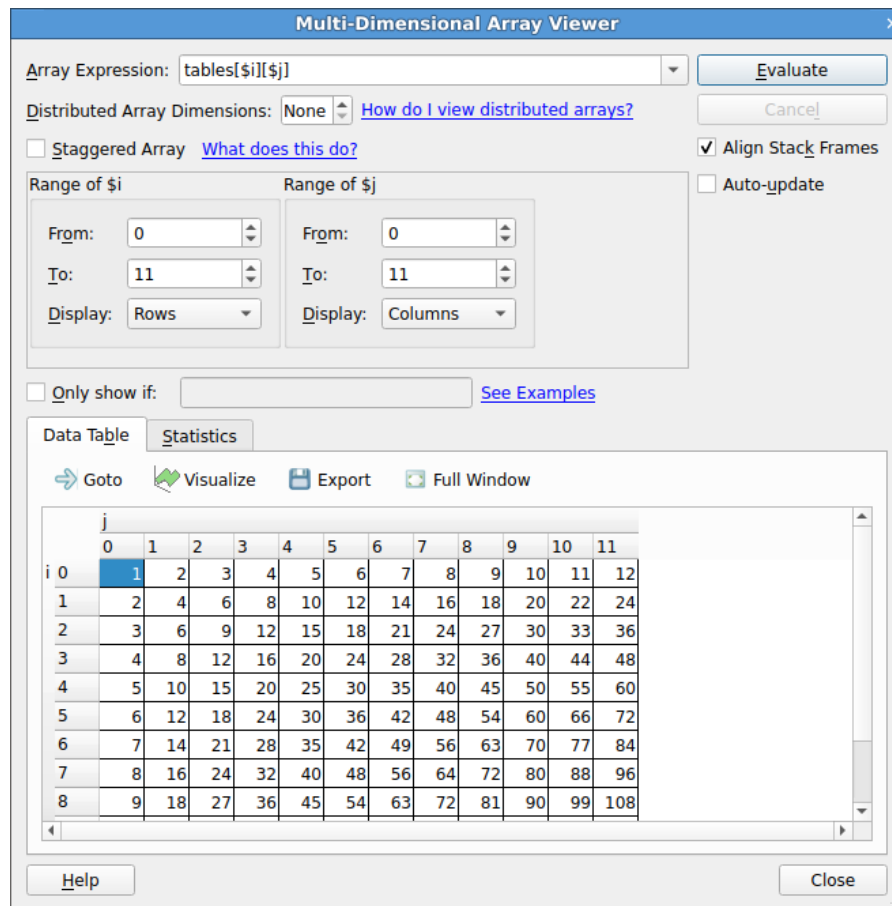 Multi-Dimensional Array Viewer
Array Expression: tables[$i][$j] Evaluate
Distributed Array Dimensions: None How do I view distributed arrays? Cancel
Staggered Array What does this do? Align Stack Frames
Range of $i Range of $j Auto-update
From: 0 From: 0
To: 11 To: 11
Display: Rows Display: Columns
Only show if: See Examples
Data Table Statistics
Goto Visualize Export Full Window
j
0 1 2 3 4 5 6 7 8 9 10 11
i 0 1 2 3 4 5 6 7 8 9 10 11 12
1 2 4 6 8 10 12 14 16 18 20 22 24
2 3 6 9 12 15 18 21 24 27 30 33 36
3 4 8 12 16 20 24 28 32 36 40 44 48
4 5 10 15 20 25 30 35 40 45 50 55 60
5 6 12 18 24 30 36 42 48 54 60 66 72
6 7 14 21 28 35 42 49 56 63 70 77 84
7 8 16 24 32 40 48 56 64 72 80 88 96
8 9 18 27 36 45 54 63 72 81 90 99 108
Help Close